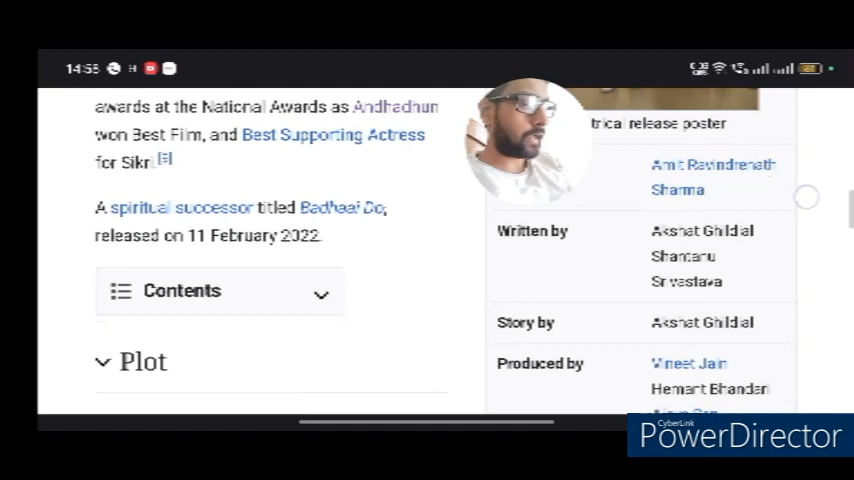 14:58
awards at the National Awards as Andhadhun
won Best Film, and Best Supporting Actress
for Sikri.
A spiritual successor titled Badhaai Do,
released on 11 February 2022.
Contents
Plot
trical release poster
Amit Ravindrenath
Sharma
Written by
Akshat Ghildial
Shantanu
Srivastava
Story by
Akshat Ghildial
Produced by
Vineet Jain
Hemant Bhandari
CyberLink
PowerDirector